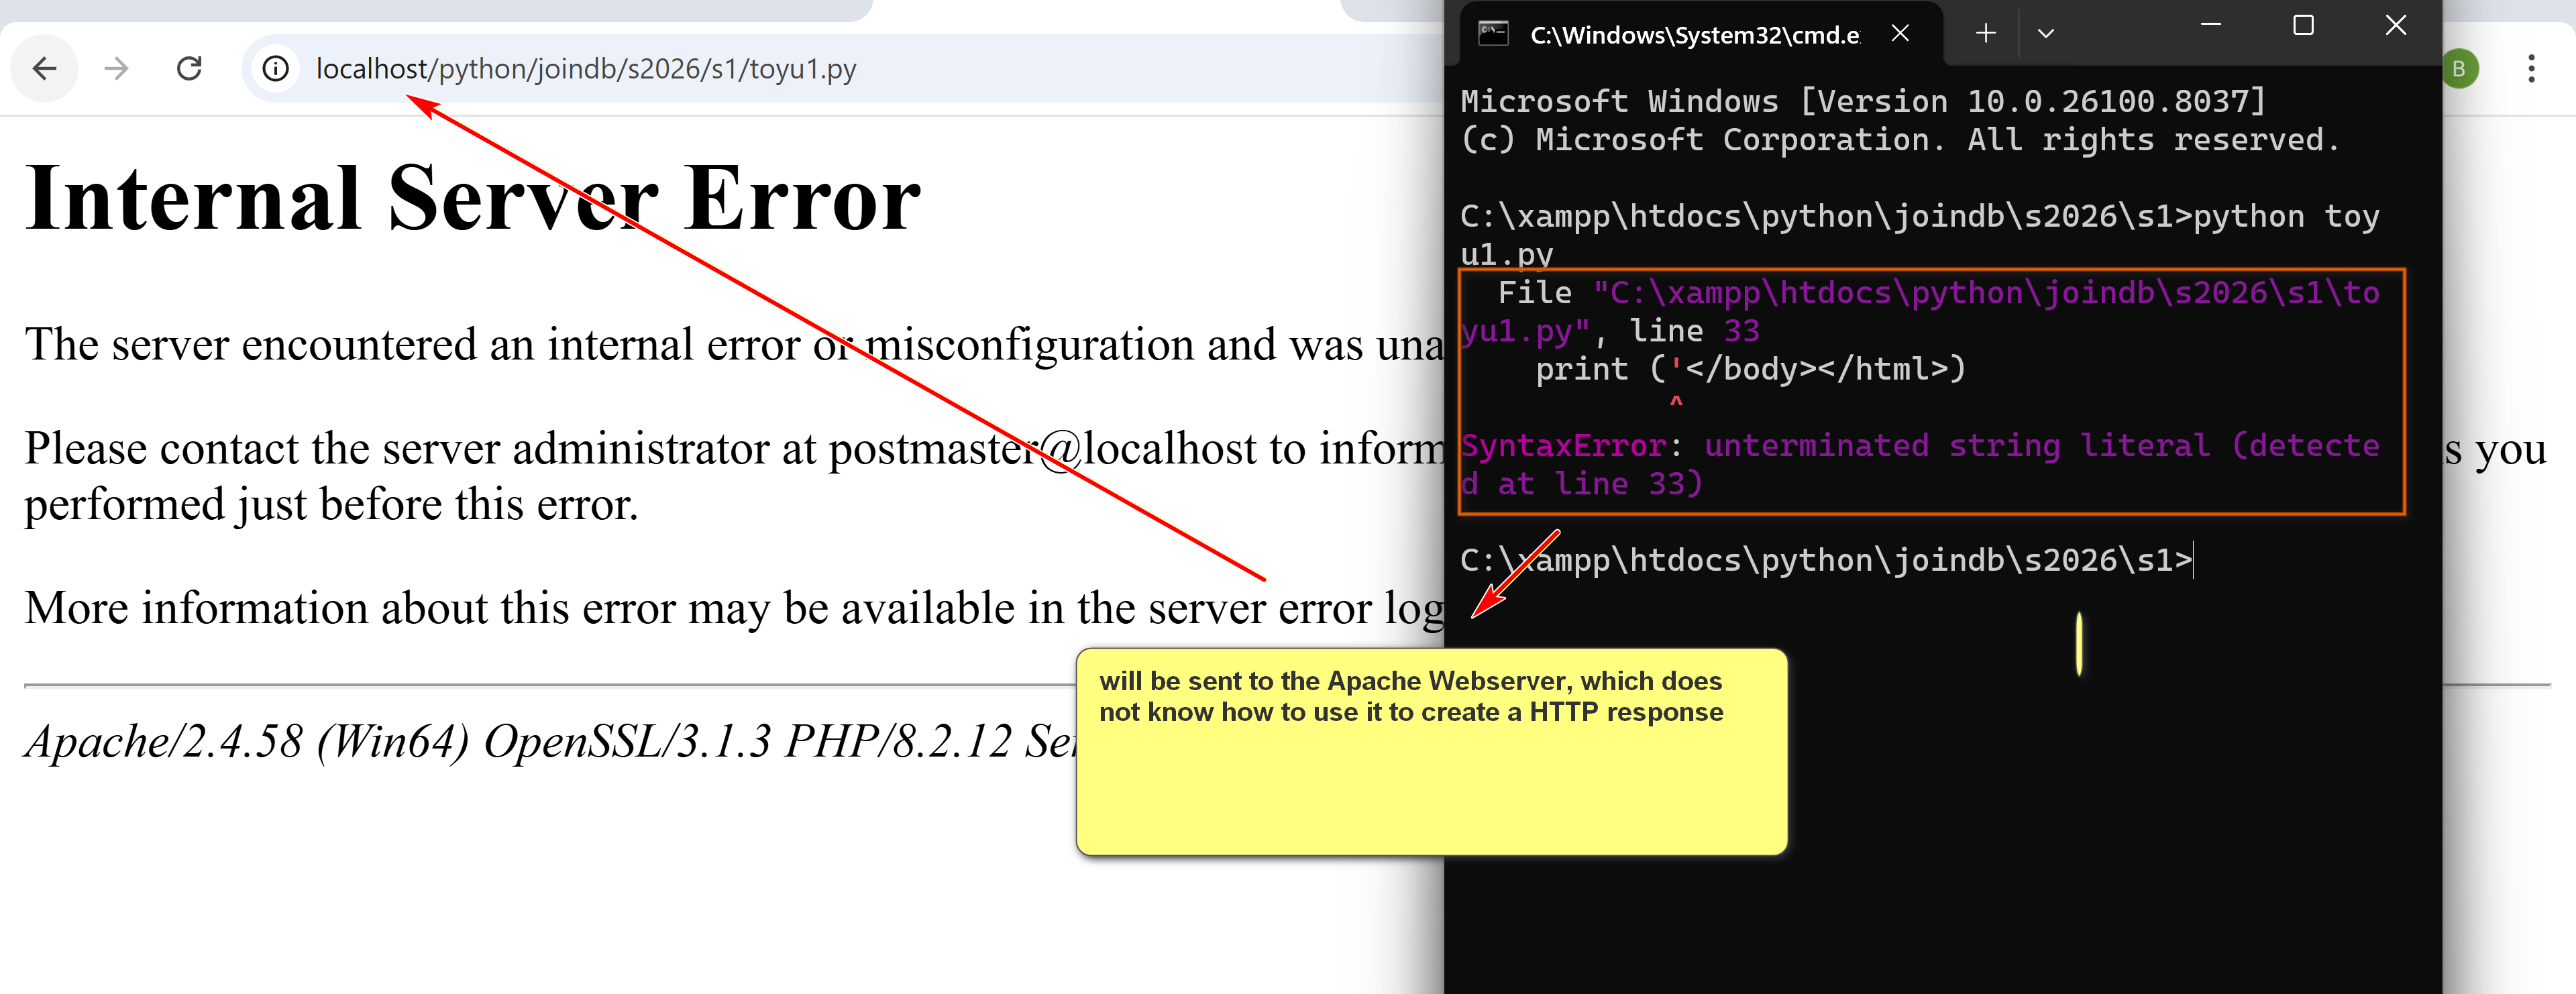 localhost/python/joindb/s2026/s1/toyu1.py
B
Internal Server Error
The server encountered an internal error or misconfiguration and was una
Please contact the server administrator at postmaster@localhost to inform
s you
performed just before this error.
More information about this error may be available in the server error log
Apache/2.4.58 (Win64) OpenSSL/3.1.3 PHP/8.2.12
C:\Windows\System32\cmd.e
Microsoft Windows [Version 10.0.26100.8037]
(c) Microsoft Corporation. All rights reserved.
C:\xampp\htdocs\python\joindb\s2026\s1>python toy
u1.py
File "C:\xampp\htdocs\python\joindb\s2026\s1\to
yu1.py", line 33
print ('</body></html>)
^
SyntaxError: unterminated string literal (detecte
d at line 33)
C:\xampp\htdocs\python\joindb\s2026\s1>
will be sent to the Apache Webserver, which does
not know how to use it to create a HTTP response